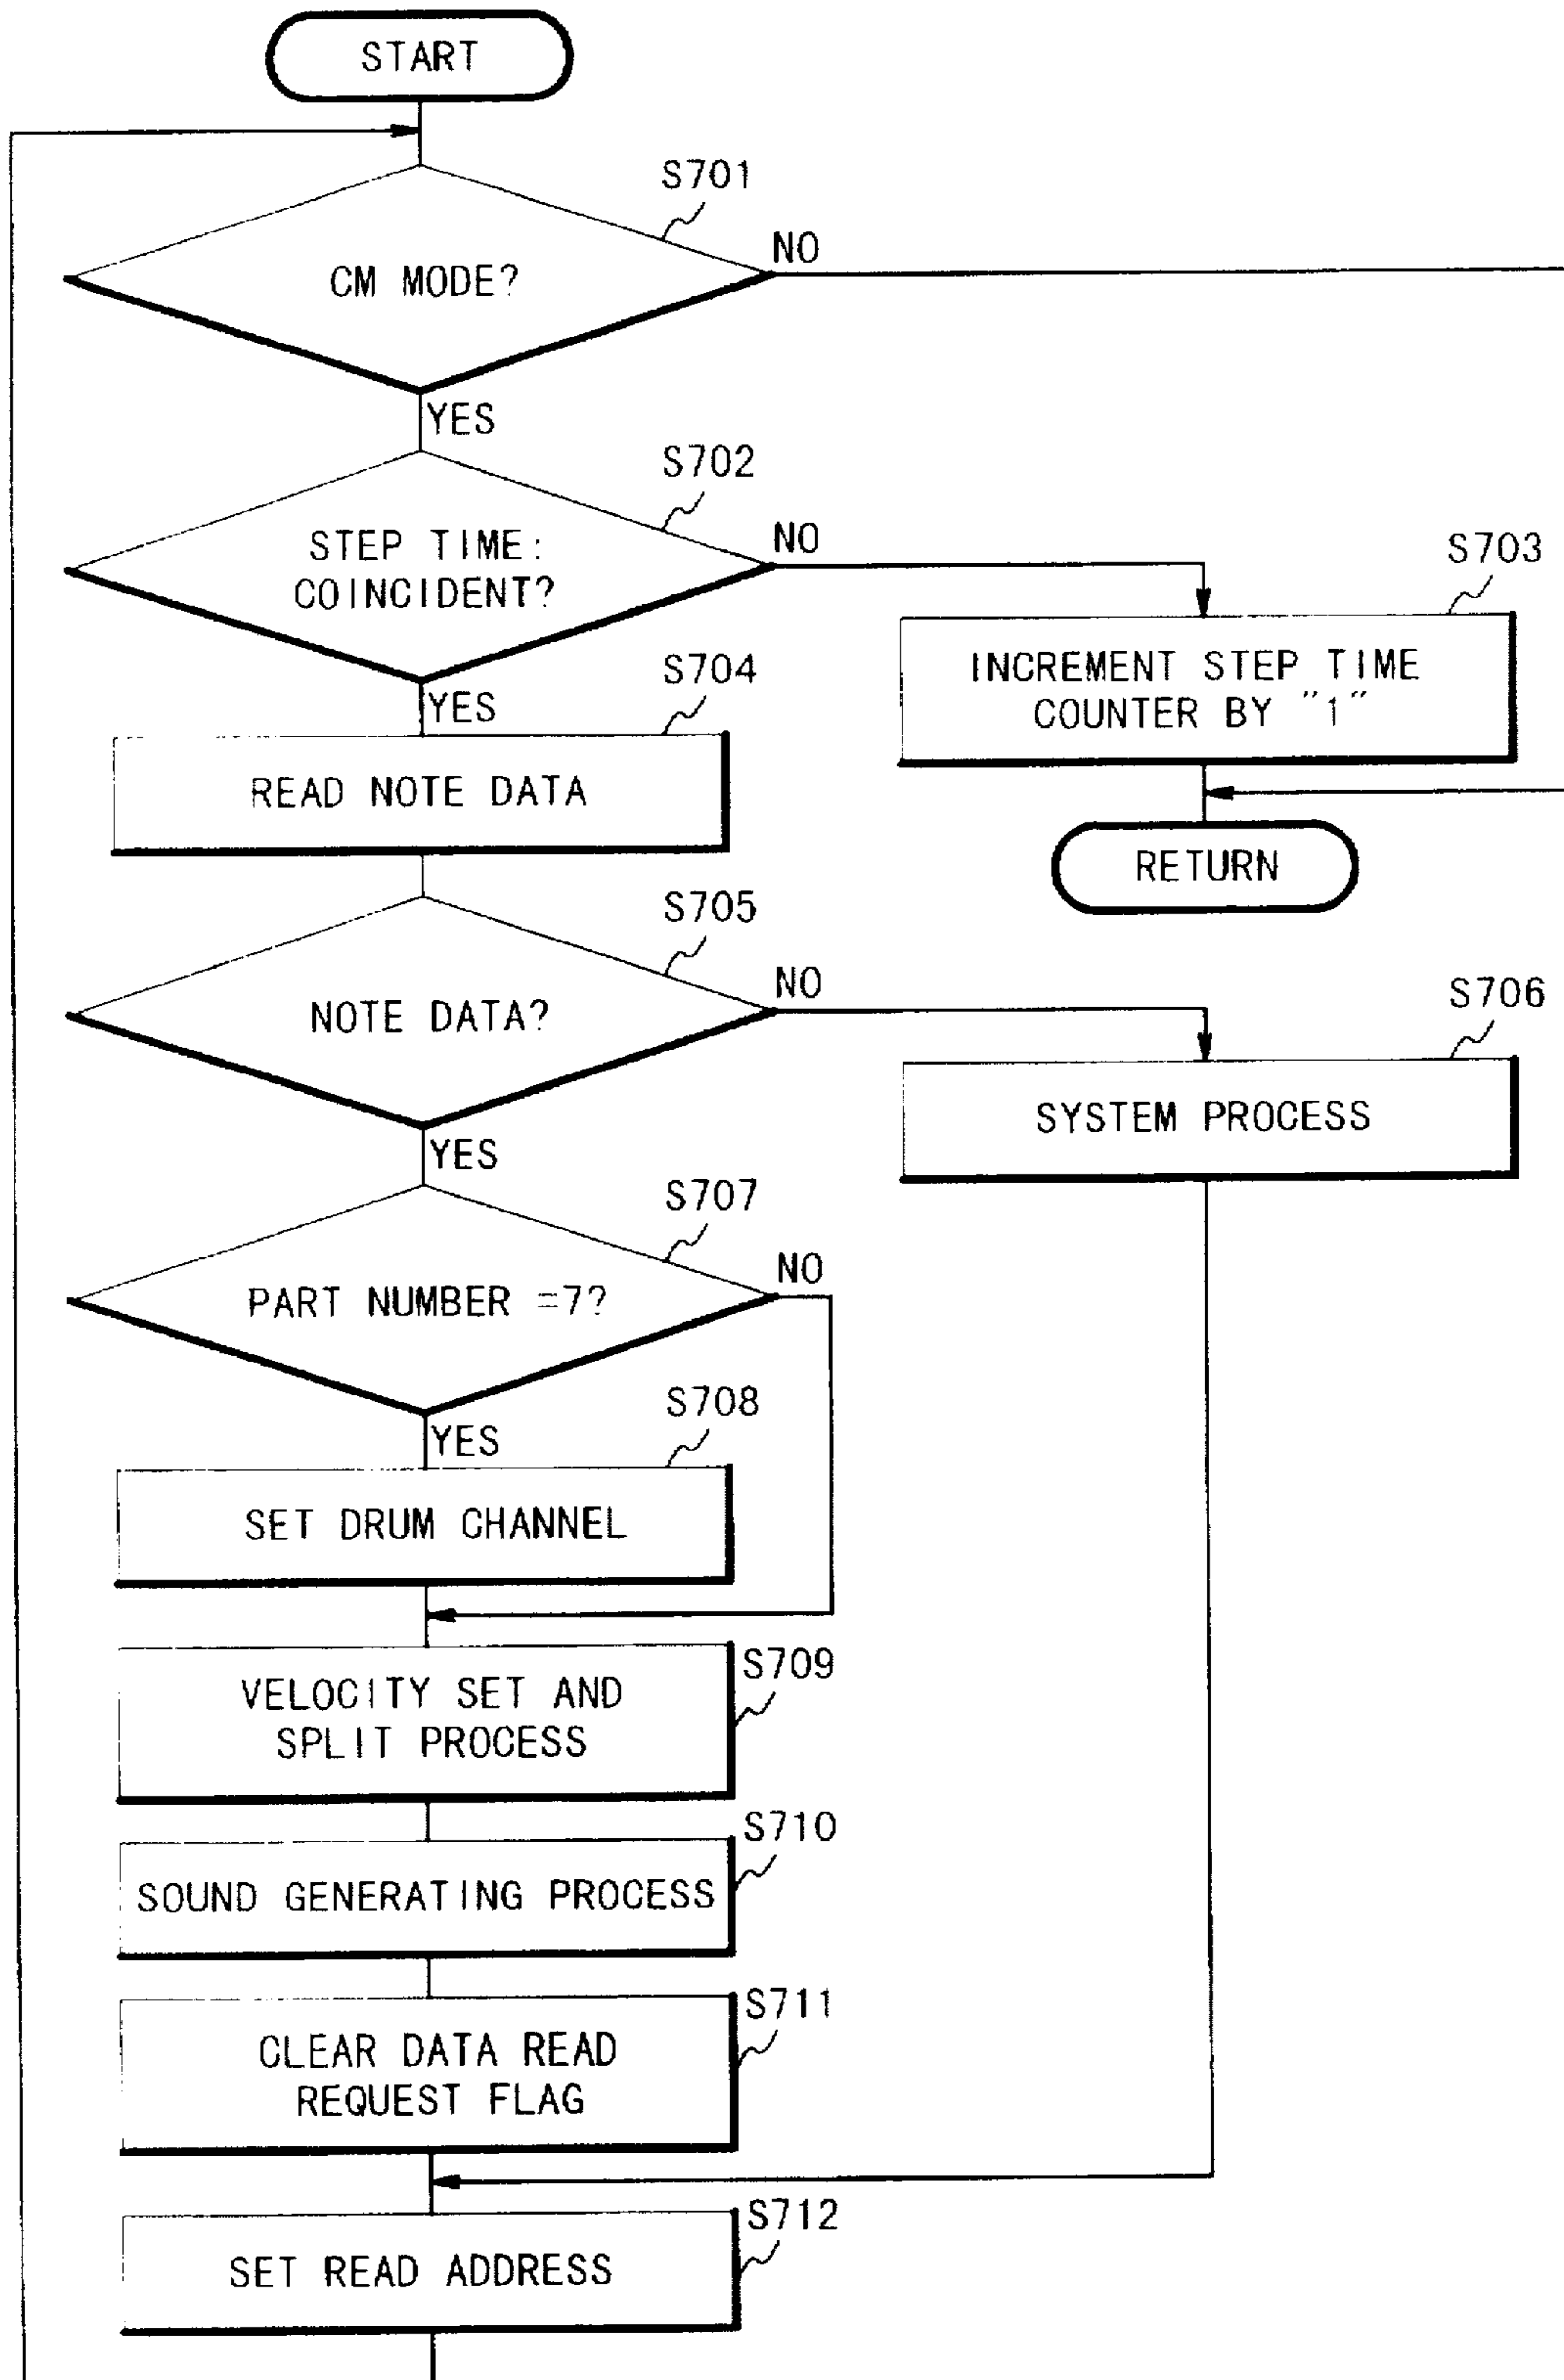 START
S701
CM MODE?
NO
YES
S702
STEP TIME:
COINCIDENT?
NO
S703
INCREMENT STEP TIME
COUNTER BY "1"
YES
S704
READ NOTE DATA
RETURN
S705
NOTE DATA?
NO
S706
SYSTEM PROCESS
YES
S707
PART NUMBER =7?
NO
YES
S708
SET DRUM CHANNEL
S709
VELOCITY SET AND
SPLIT PROCESS
S710
SOUND GENERATING PROCESS
S711
CLEAR DATA READ
REQUEST FLAG
S712
SET READ ADDRESS